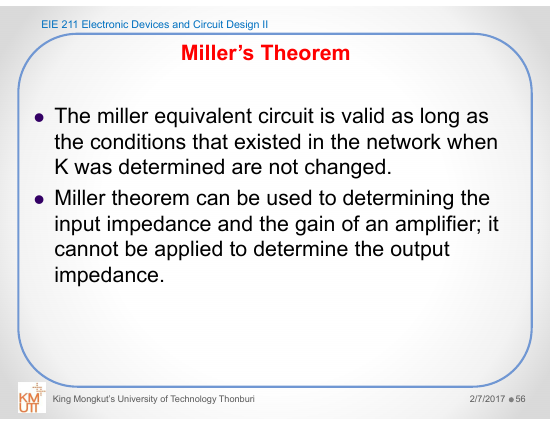 EIE 211 Electronic Devices and Circuit Design II
Miller’s Theorem
● The miller equivalent circuit is valid as long as
the conditions that existed in the network when
K was determined are not changed.
● Miller theorem can be used to determining the
input impedance and the gain of an amplifier; it
cannot be applied to determine the output
impedance.
KM
UTT
King Mongkut’s University of Technology Thonburi
2/7/2017 ● 56